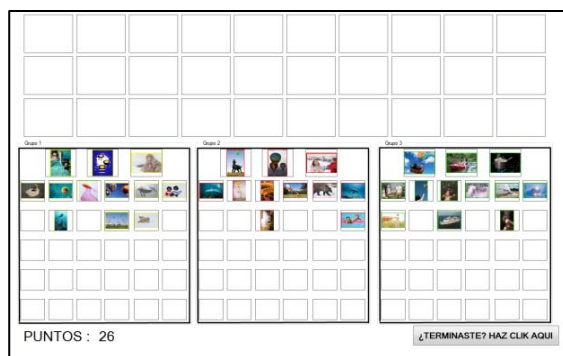 Grupo 1
Grupo 2
Grupo 3
PUNTOS : 26
¿TERMINASTE? HAZ CLIK AQUI